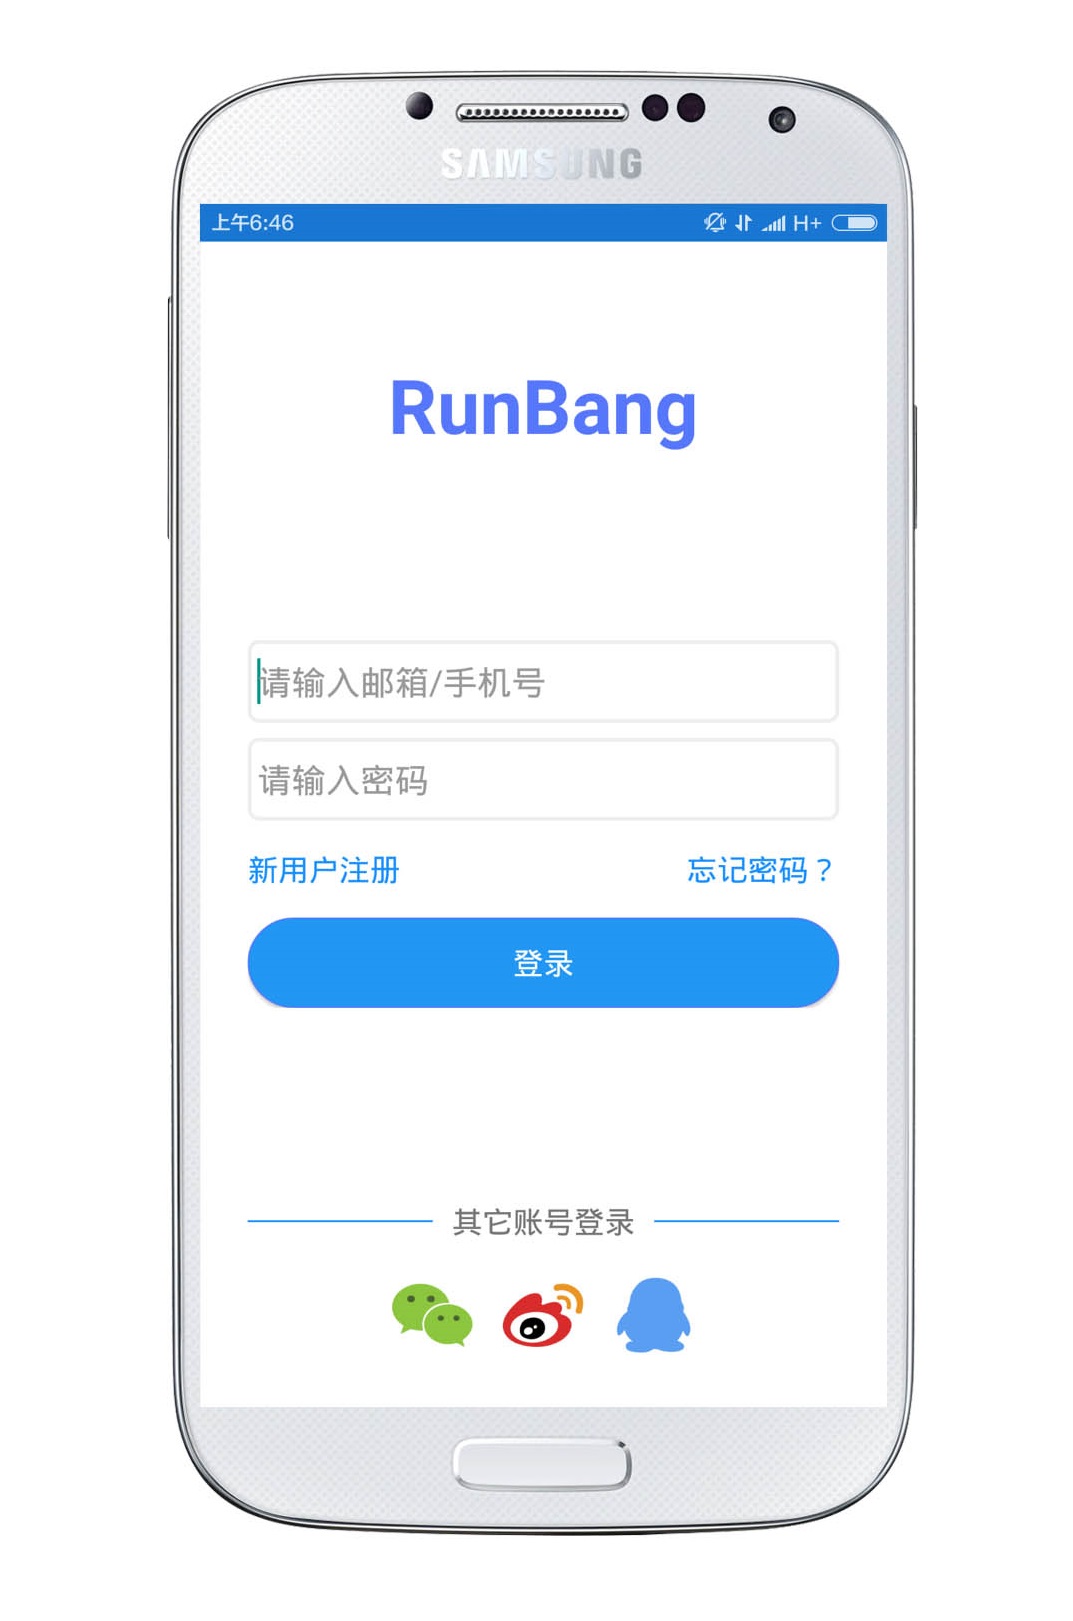 SAMSUNG
上午6:46 H+
RunBang
请输入邮箱/手机号
请输入密码
新用户注册 忘记密码？
登录
其它账号登录